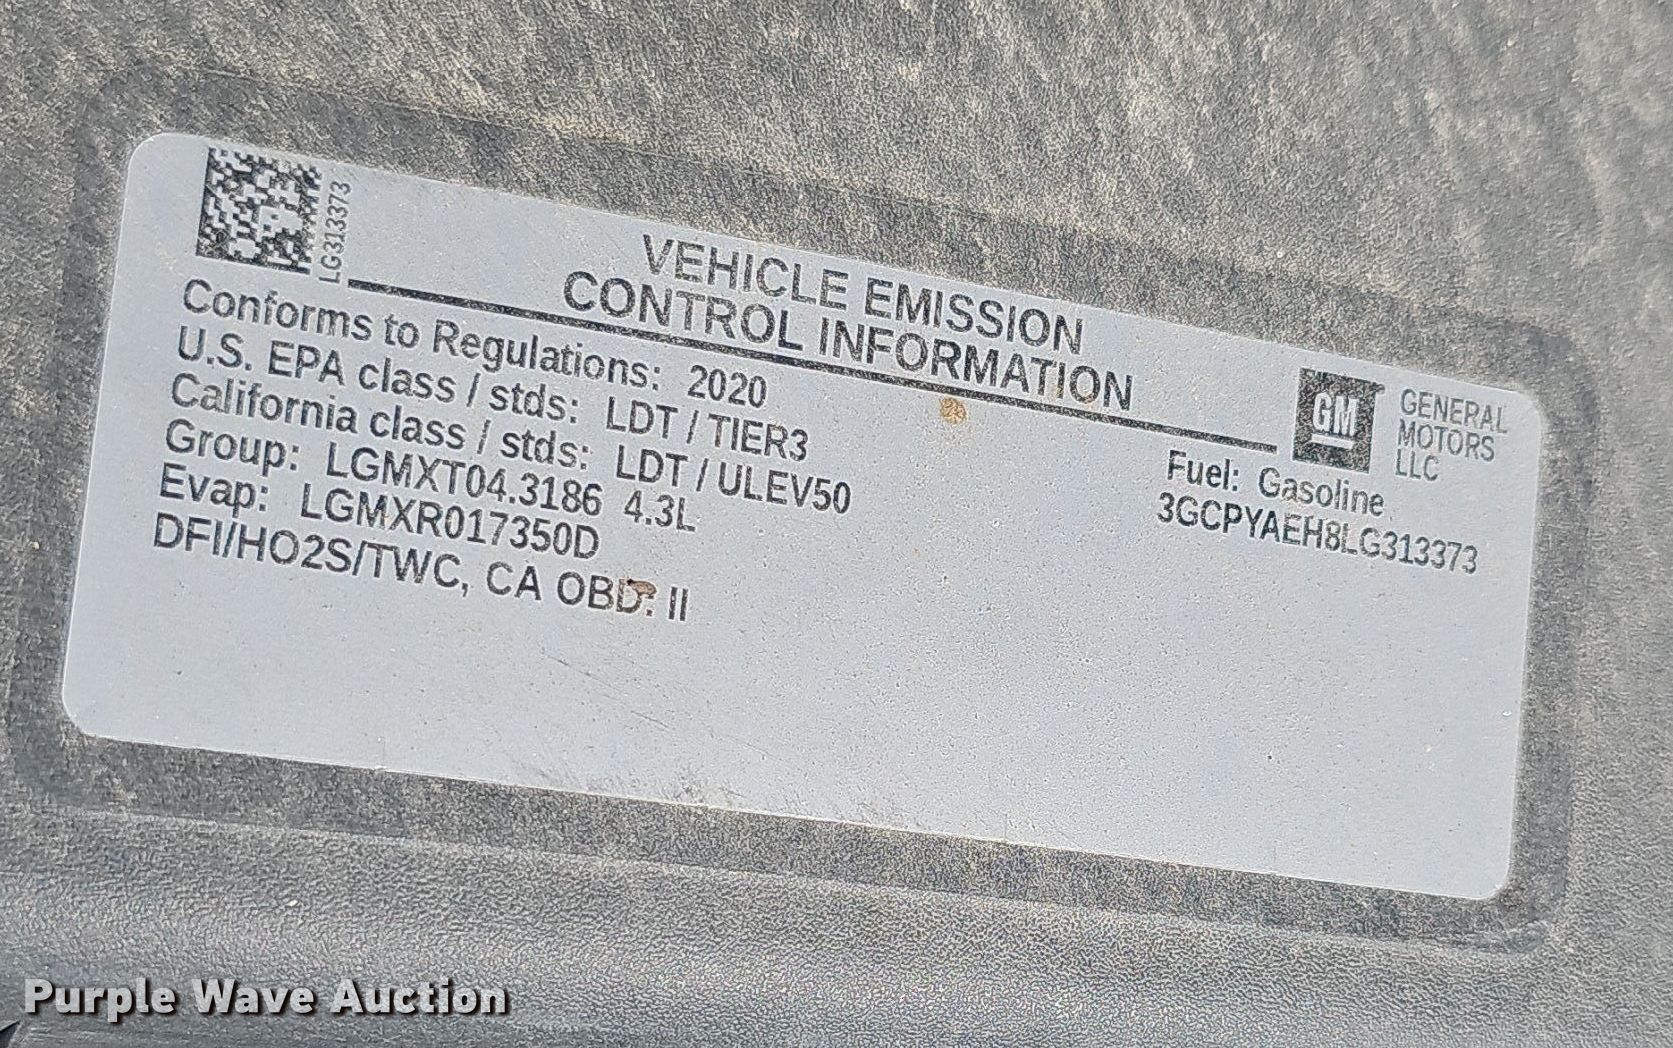 LG313373
VEHICLE EMISSION
CONTROL INFORMATION
GM
GENERAL
MOTORS
LLC
Conforms to Regulations: 2020
U.S. EPA class / stds: LDT / TIER3
California class / stds: LDT / ULEV50
Group: LGMXT04.3186 4.3L
Evap: LGMXR017350D
DFI/HO2S/TWC, CA OBD: II
Fuel: Gasoline
3GCPYAEH8LG313373
Purple Wave Auction